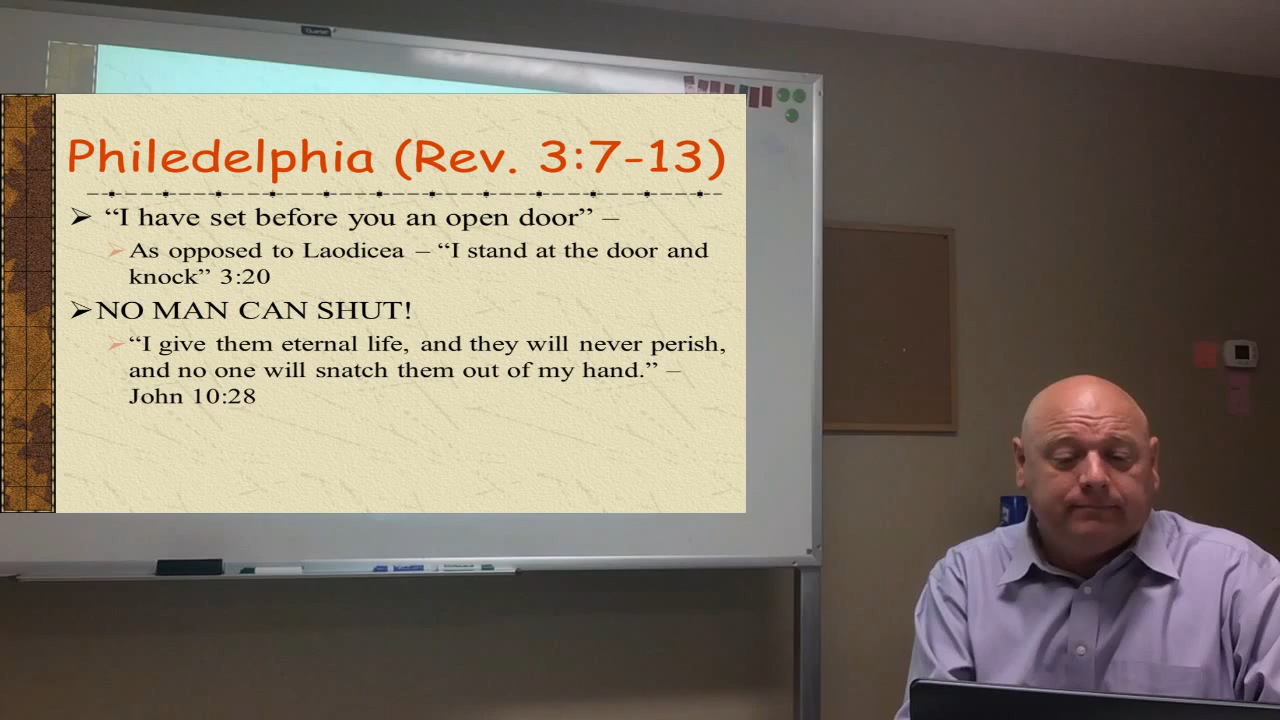 Philedelphia (Rev. 3:7-13)
➢ “I have set before you an open door” –
➢ As opposed to Laodicea – “I stand at the door and
knock” 3:20
➢ NO MAN CAN SHUT!
➢ “I give them eternal life, and they will never perish,
and no one will snatch them out of my hand.” –
John 10:28